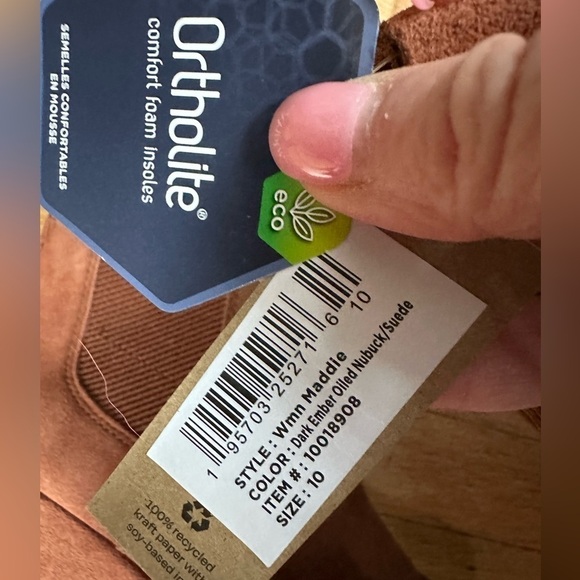 OrthoLite®
comfort foam insoles
SEMELLES CONFORTABLES
EN MOUSSE
eco
1 95703 25271 6 10
STYLE: Wmn Maddie
COLOR: Dark Ember Oiled Nubuck/Suede
ITEM #: 10018908
SIZE: 10
100% recycled
kraft paper with
soy-based